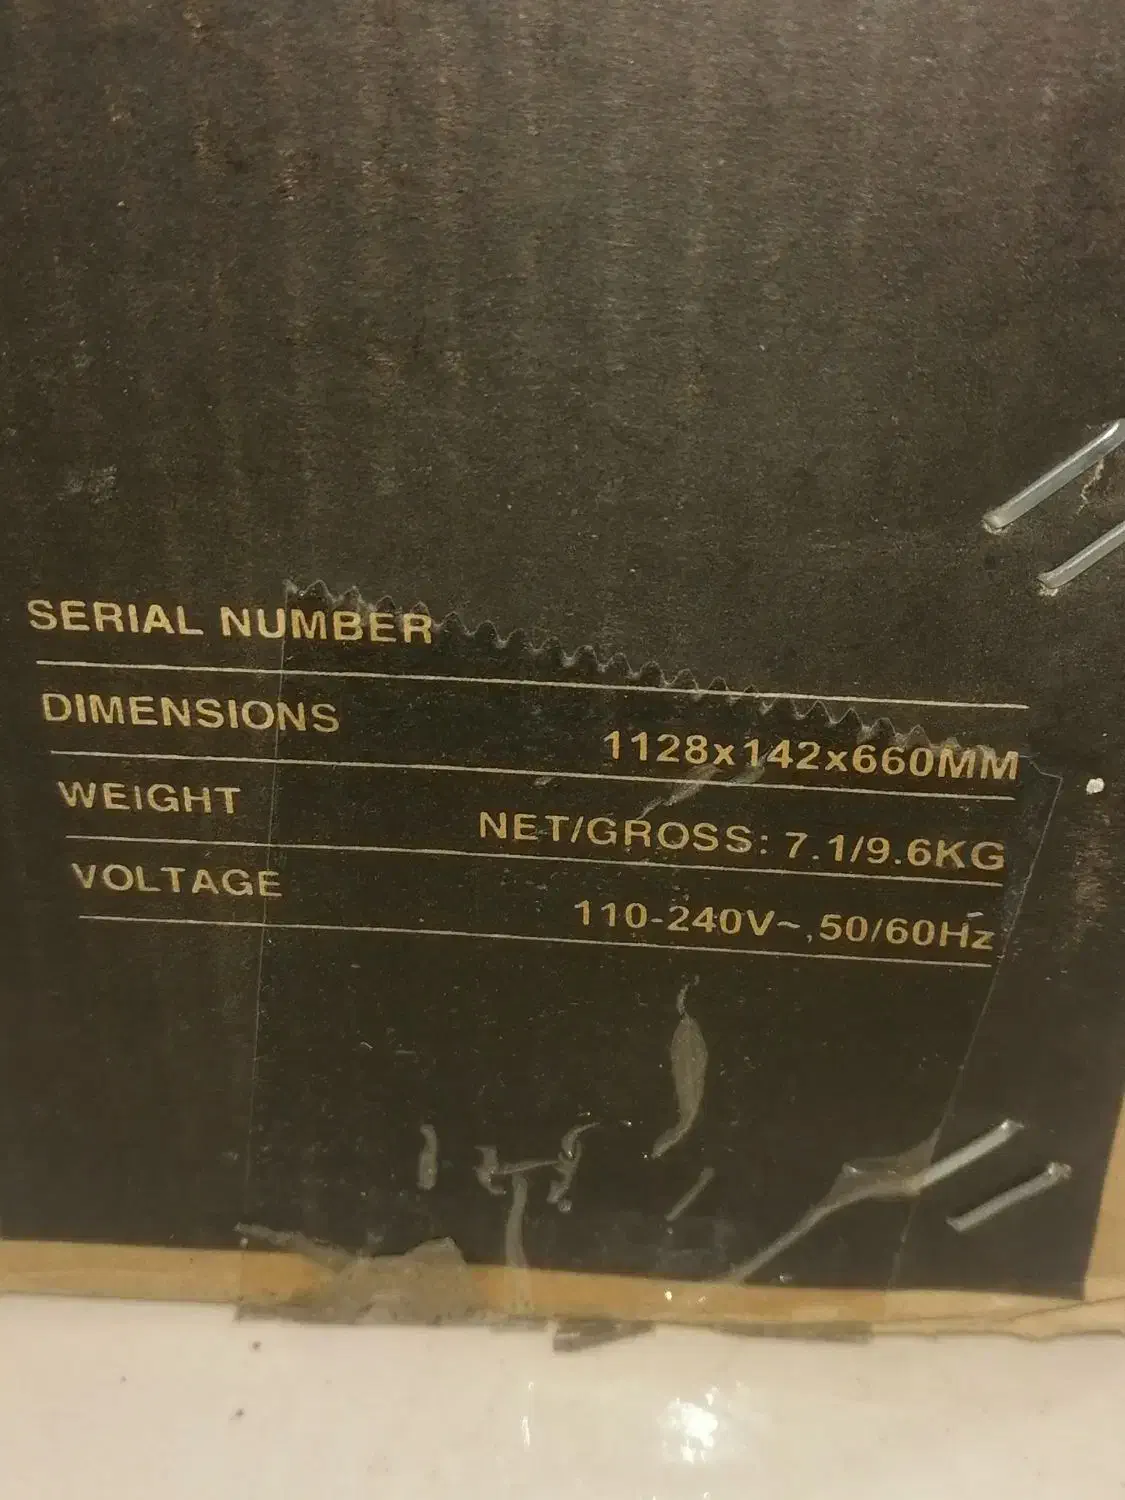 SERIAL NUMBER
DIMENSIONS 1128x142x660MM
WEIGHT NET/GROSS: 7.1/9.6KG
VOLTAGE 110-240V~,50/60Hz